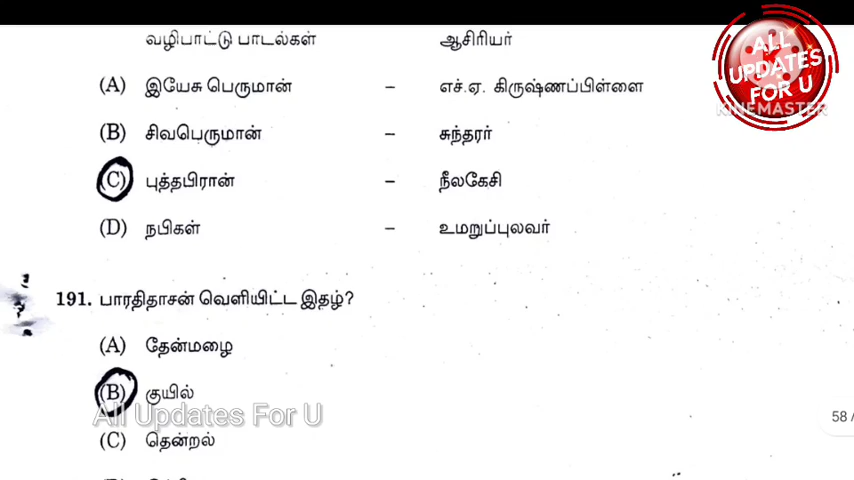 வழிபாட்டு பாடல்கள் ஆசிரியர்
(A) இயேசு பெருமான் – எச்.ஏ. கிருஷ்ணப்பிள்ளை
(B) சிவபெருமான் – சுந்தரர்
(C) புத்தபிரான் – நீலகேசி
(D) நபிகள் – உமறுப்புலவர்
191. பாரதிதாசன் வெளியிட்ட இதழ்?
(A) தேன்மழை
(B) குயில்
(C) தென்றல்
ALL UPDATES FOR U
KINEMASTER
All Updates For U
58 /